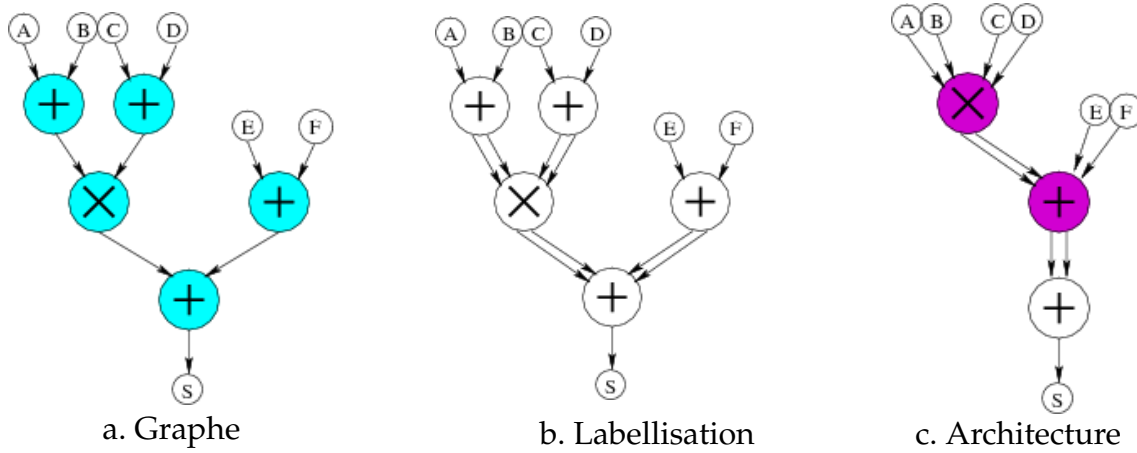 A B C D
+ +
E F
× +
+
S
a. Graphe
A B C D
+ +
E F
× +
+
S
b. Labellisation
A B C D
×
E F
+
+
S
c. Architecture